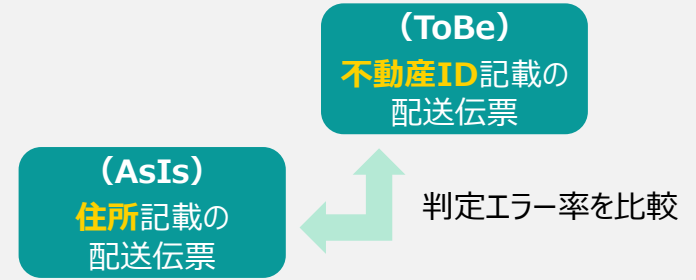 （ToBe）
不動産ID記載の
配送伝票
（AsIs）
住所記載の
配送伝票
判定エラー率を比較